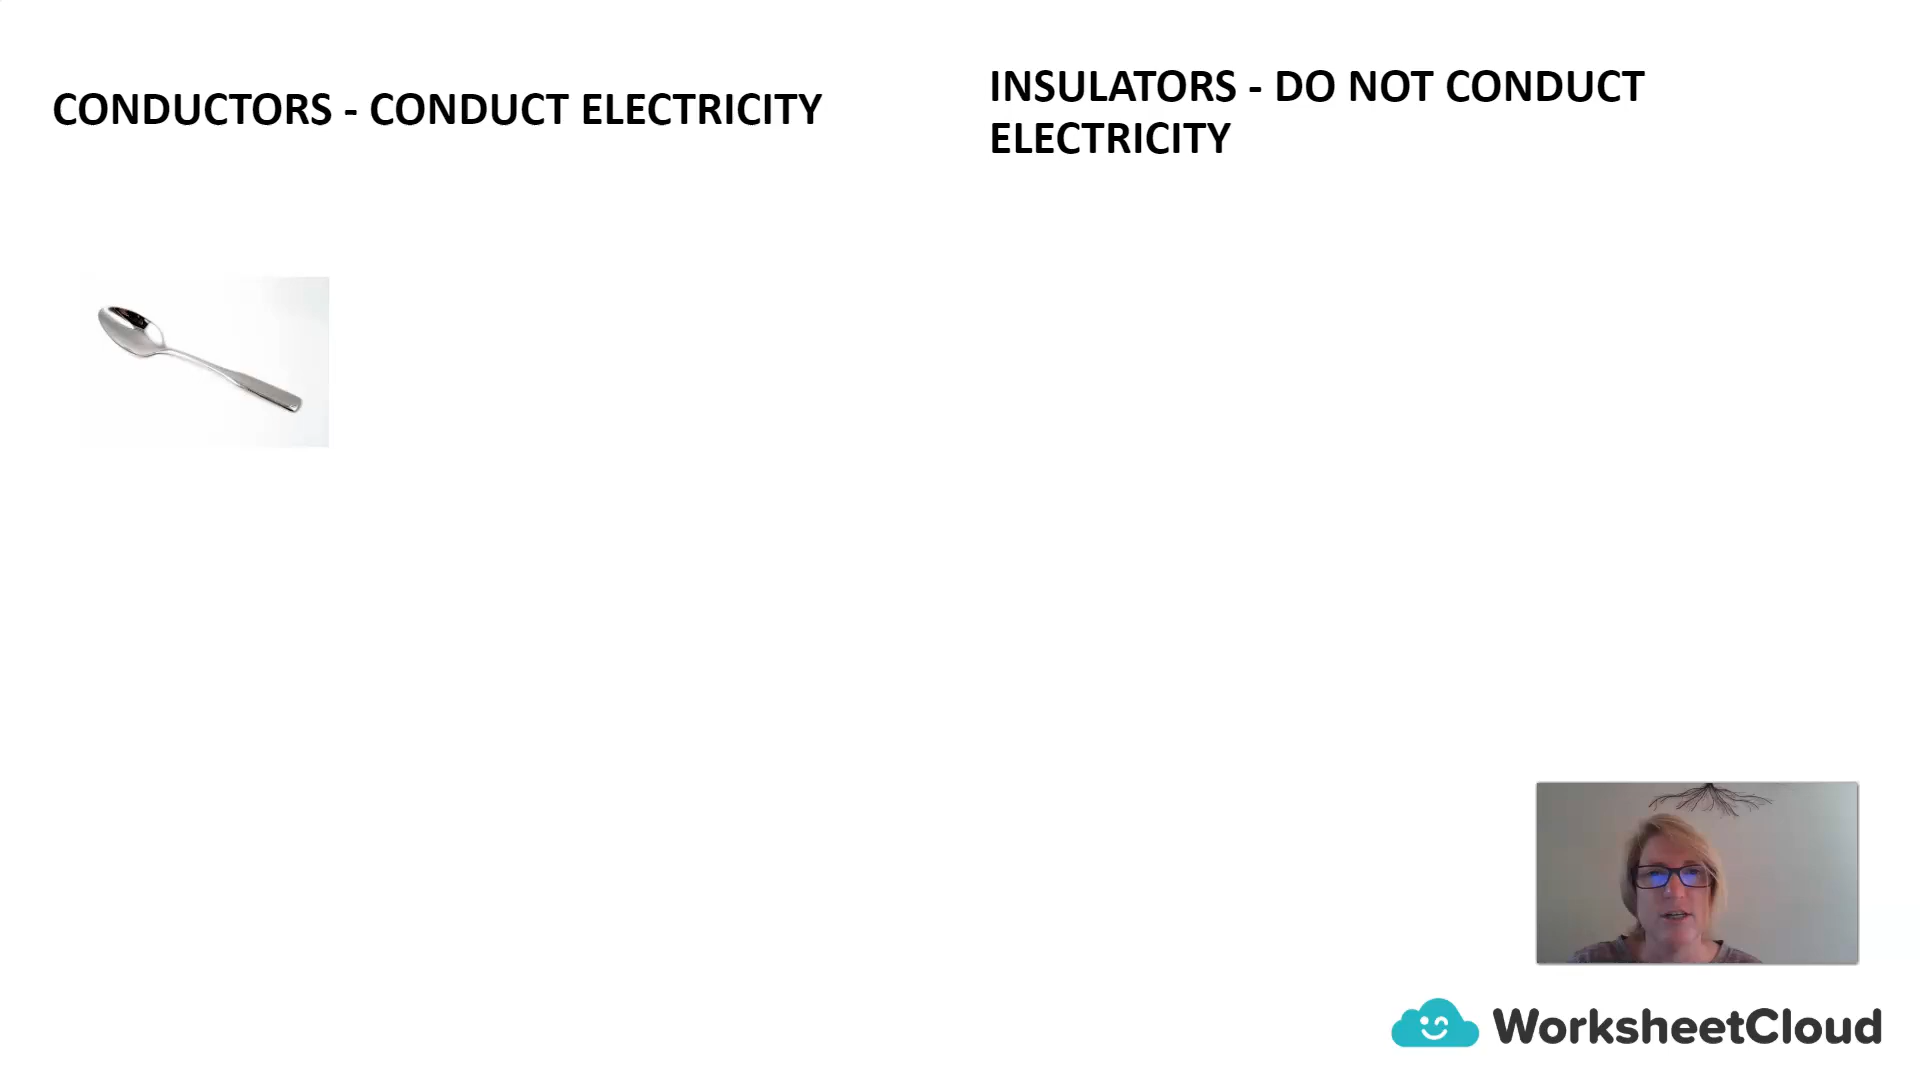 CONDUCTORS - CONDUCT ELECTRICITY
INSULATORS - DO NOT CONDUCT
ELECTRICITY
WorksheetCloud